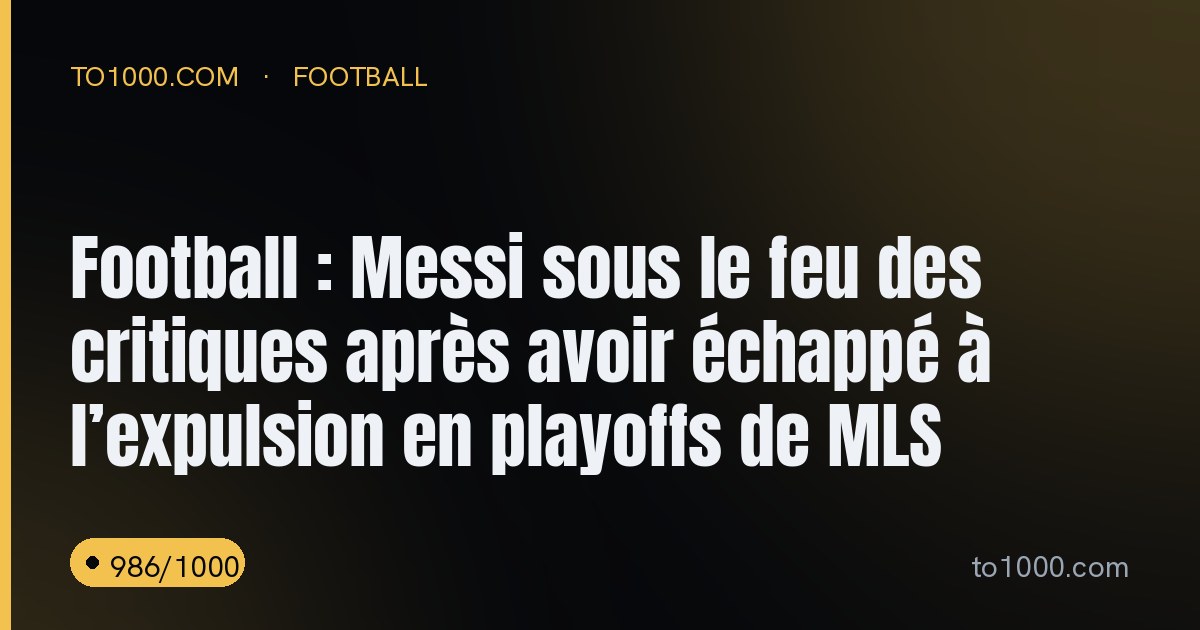 TO1000.COM · FOOTBALL
Football : Messi sous le feu des
critiques après avoir échappé à
l’expulsion en playoffs de MLS
986/1000
to1000.com